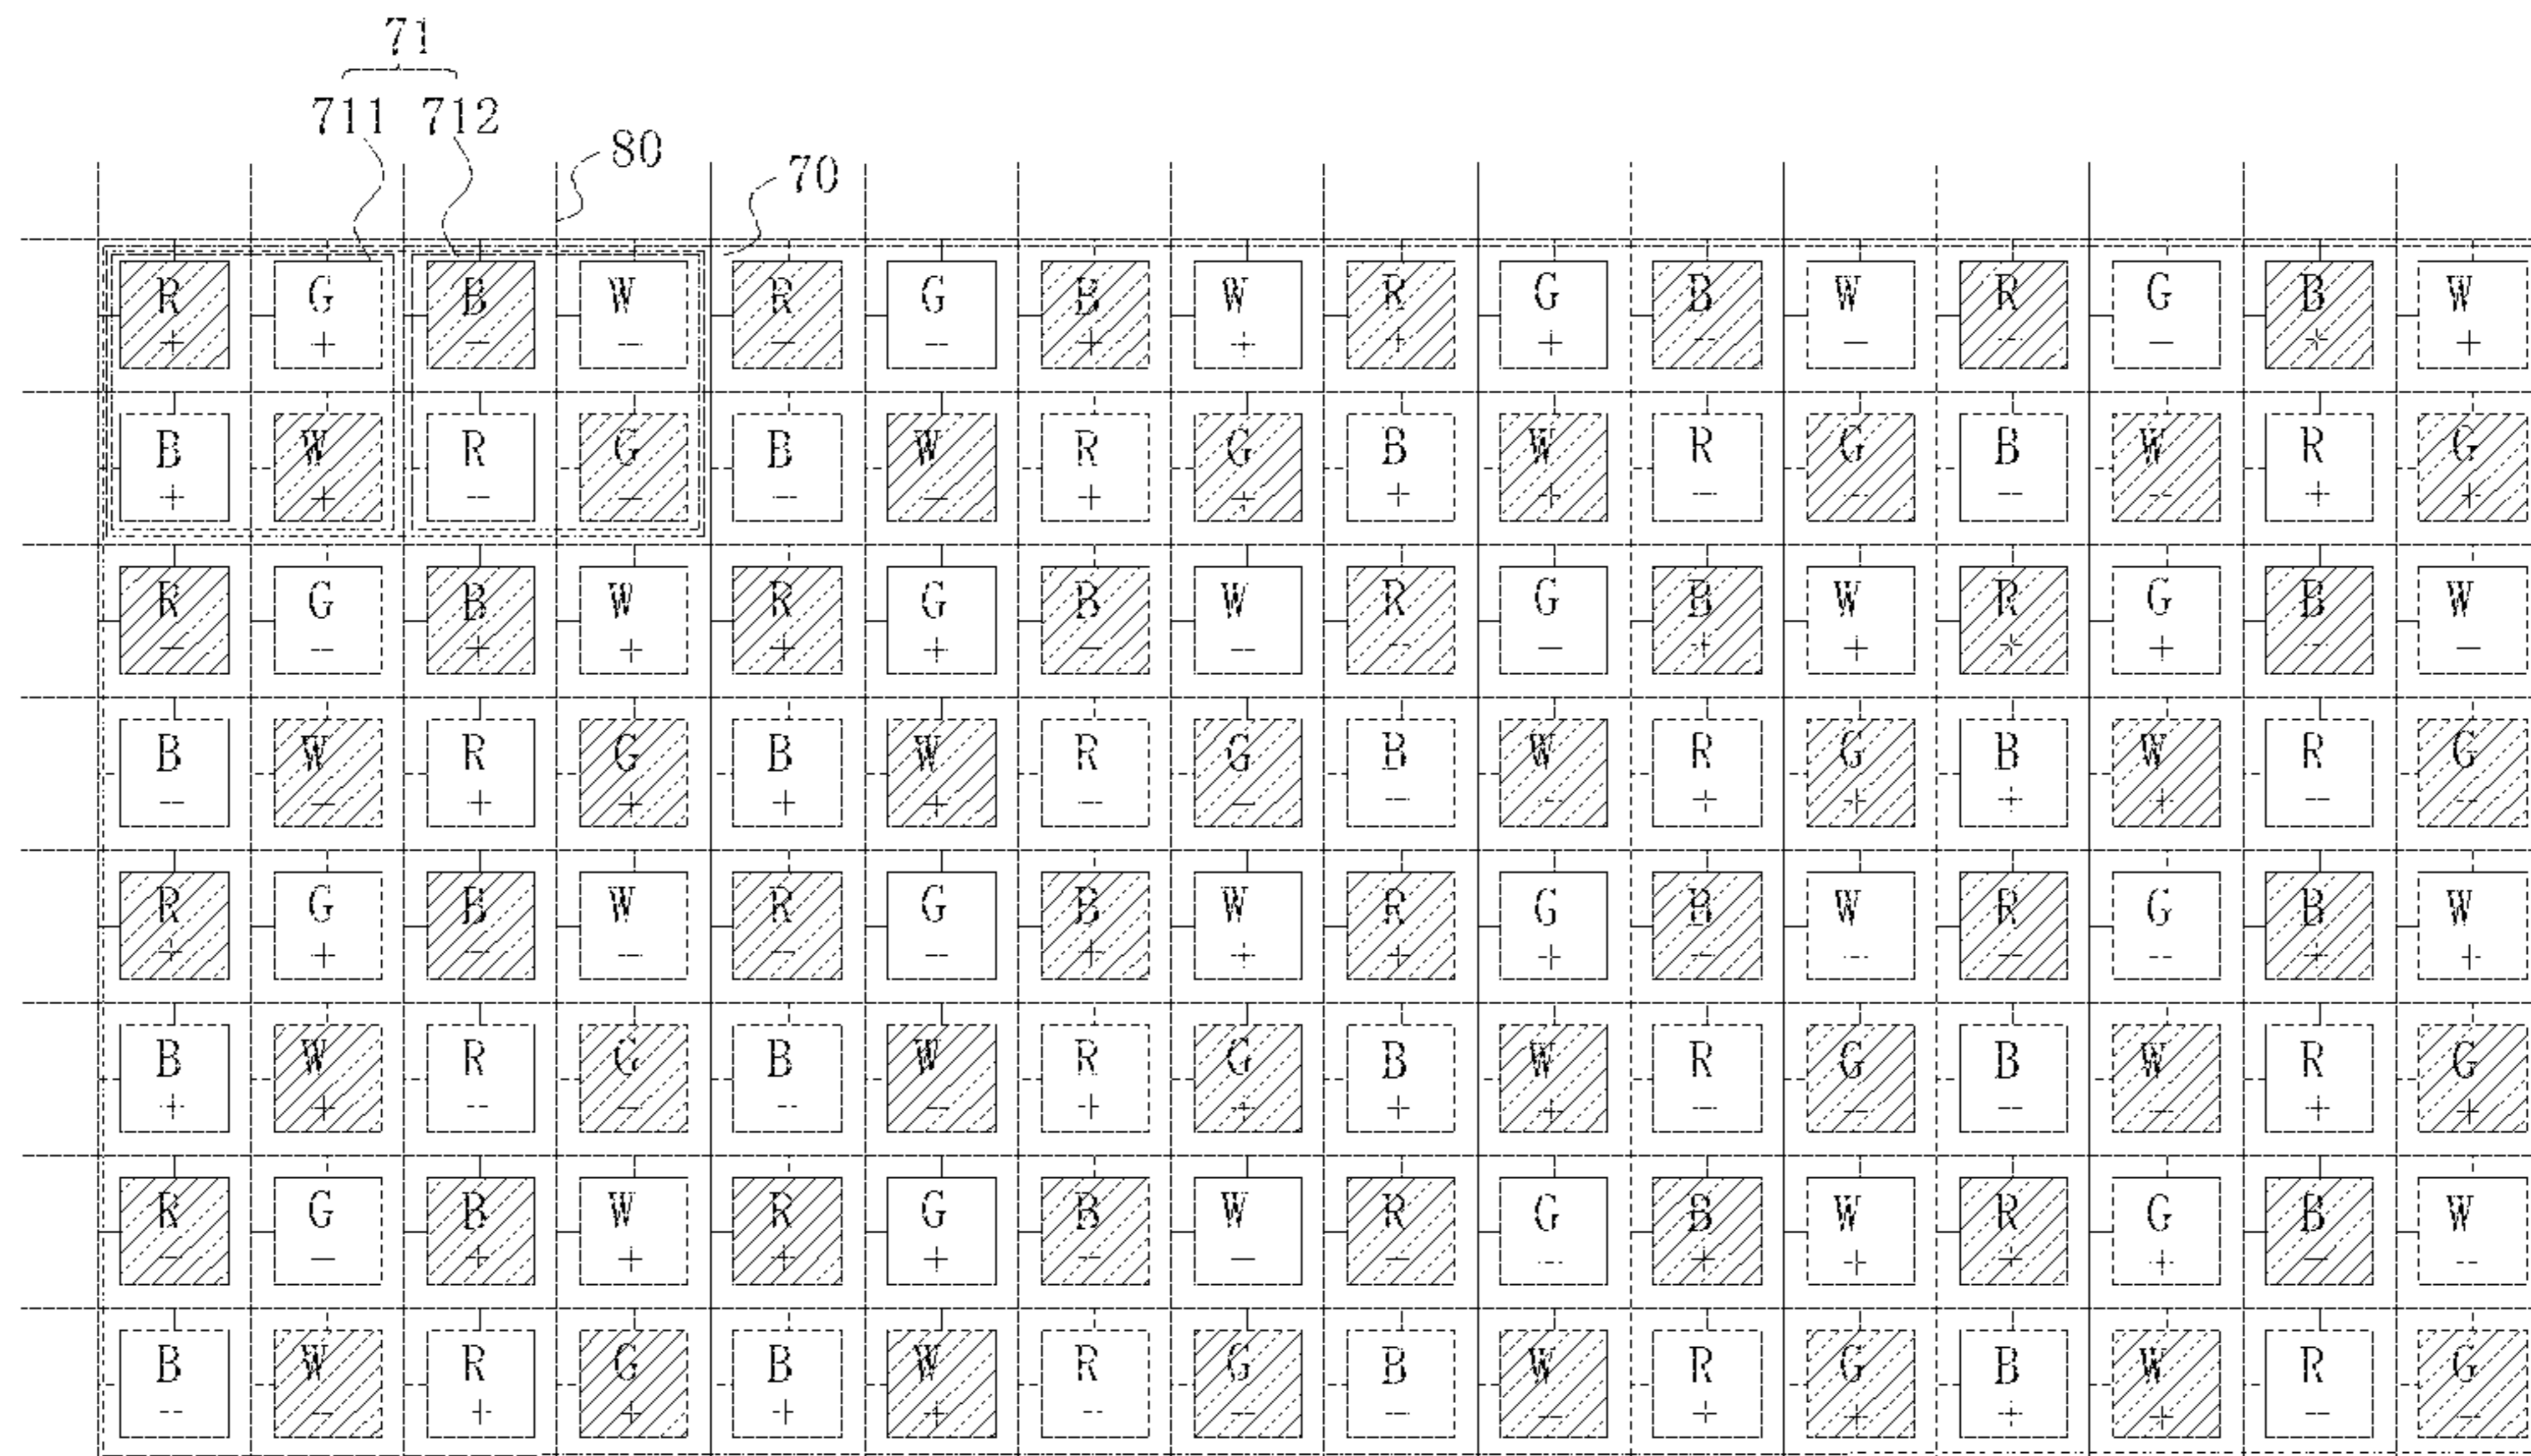 71
711 712
80
70
R G B W R G B W R G B W R G B W
+ + - - - - + + + + - - - - + +
B W R G B W R G B W R G B W R G
+ + - - - - + + + + - - - - + +
R G B W R G B W R G B W R G B W
- - + + + + - - - - + + + + - -
B W R G B W R G B W R G B W R G
- - + + + + - - - - + + + + - -
R G B W R G B W R G B W R G B W
+ + - - - - + + + + - - - - + +
B W R G B W R G B W R G B W R G
+ + - - - - + + + + - - - - + +
R G B W R G B W R G B W R G B W
- - + + + + - - - - + + + + - -
B W R G B W R G B W R G B W R G
- - + + + + - - - - + + + + - -